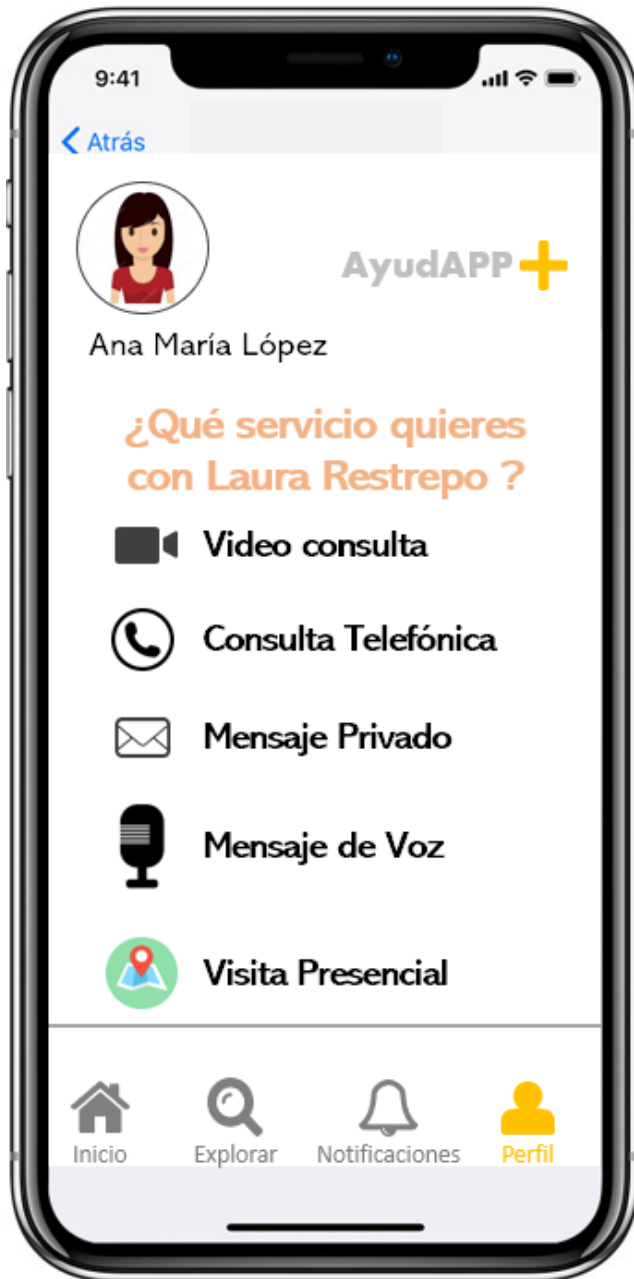 9:41
Atrás
AyudAPP
Ana María López
¿Qué servicio quieres
con Laura Restrepo ?
Video consulta
Consulta Telefónica
Mensaje Privado
Mensaje de Voz
Visita Presencial
Inicio Explorar Notificaciones Perfil